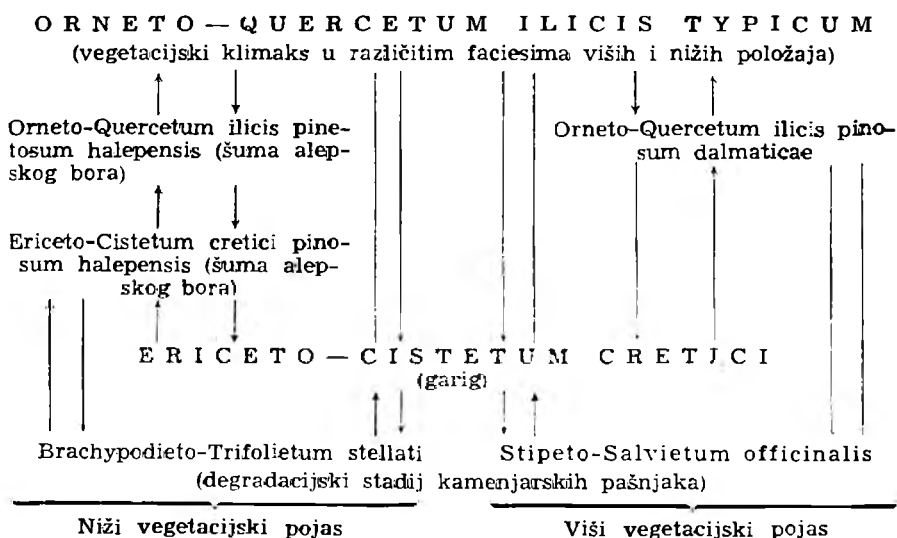 ORNETO — QUERCETUM ILICIS TYPICUM
(vegetacijski klimaks u različitim faciesima viših i nižih položaja)
Orneto-Quercetum ilicis pine-
tosum halepensis (šuma alep-
skog bora)
Orneto-Quercetum ilicis pino-
sum dalmaticae
Ericeto-Cistetum cretici pino-
sum halepensis (šuma alep-
skog bora)
ERICETO — CISTETUM CRETICI
(garig)
Brachypodieto-Trifolietum stellati
Stipeto-Salvietum officinalis
(degradacijski stadij kamenjarskih pašnjaka)
Niži vegetacijski pojas
Viši vegetacijski pojas